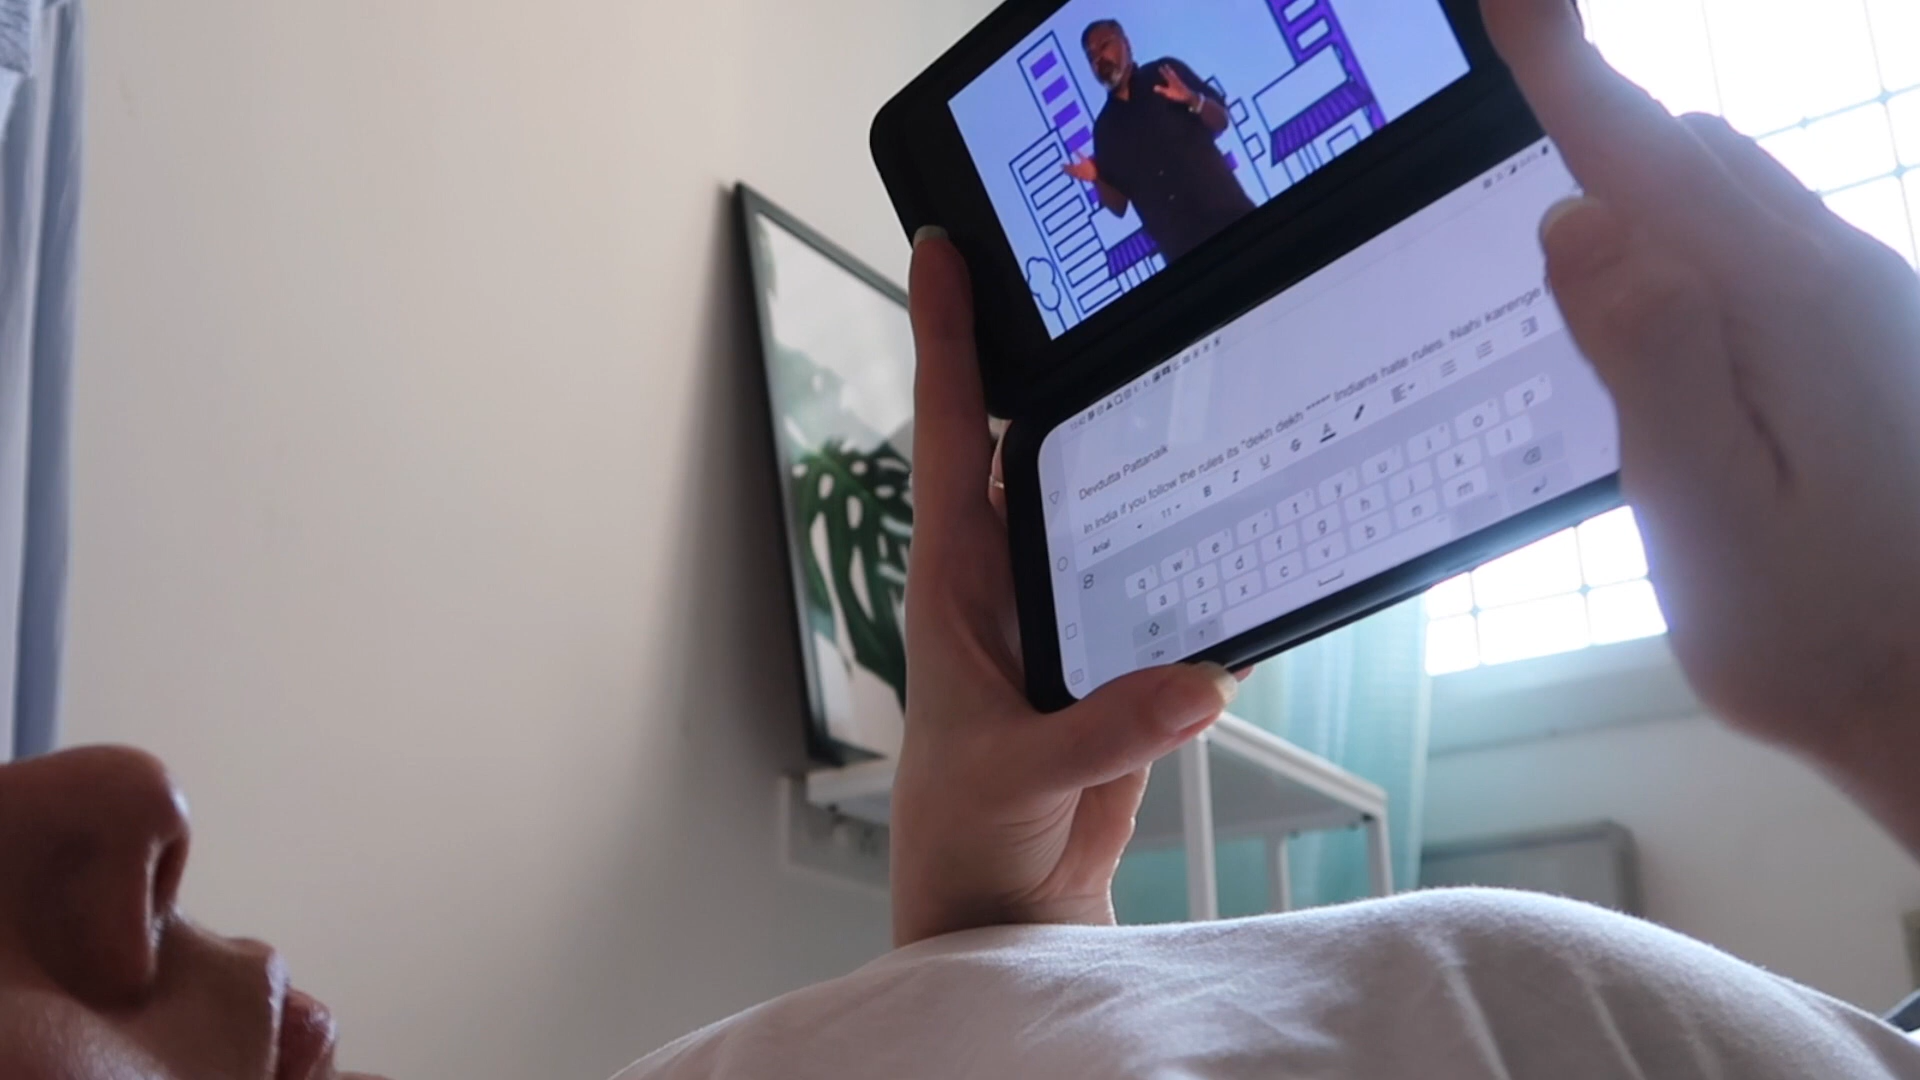 Devdutta Pattanaik
In India if you follow the rules its "dekh dekh ***** Indians hate rules. Nahi karenge
Arial
11
B I U S A
q w e r t y u i o p
a s d f g h j k l
z x c v b n m